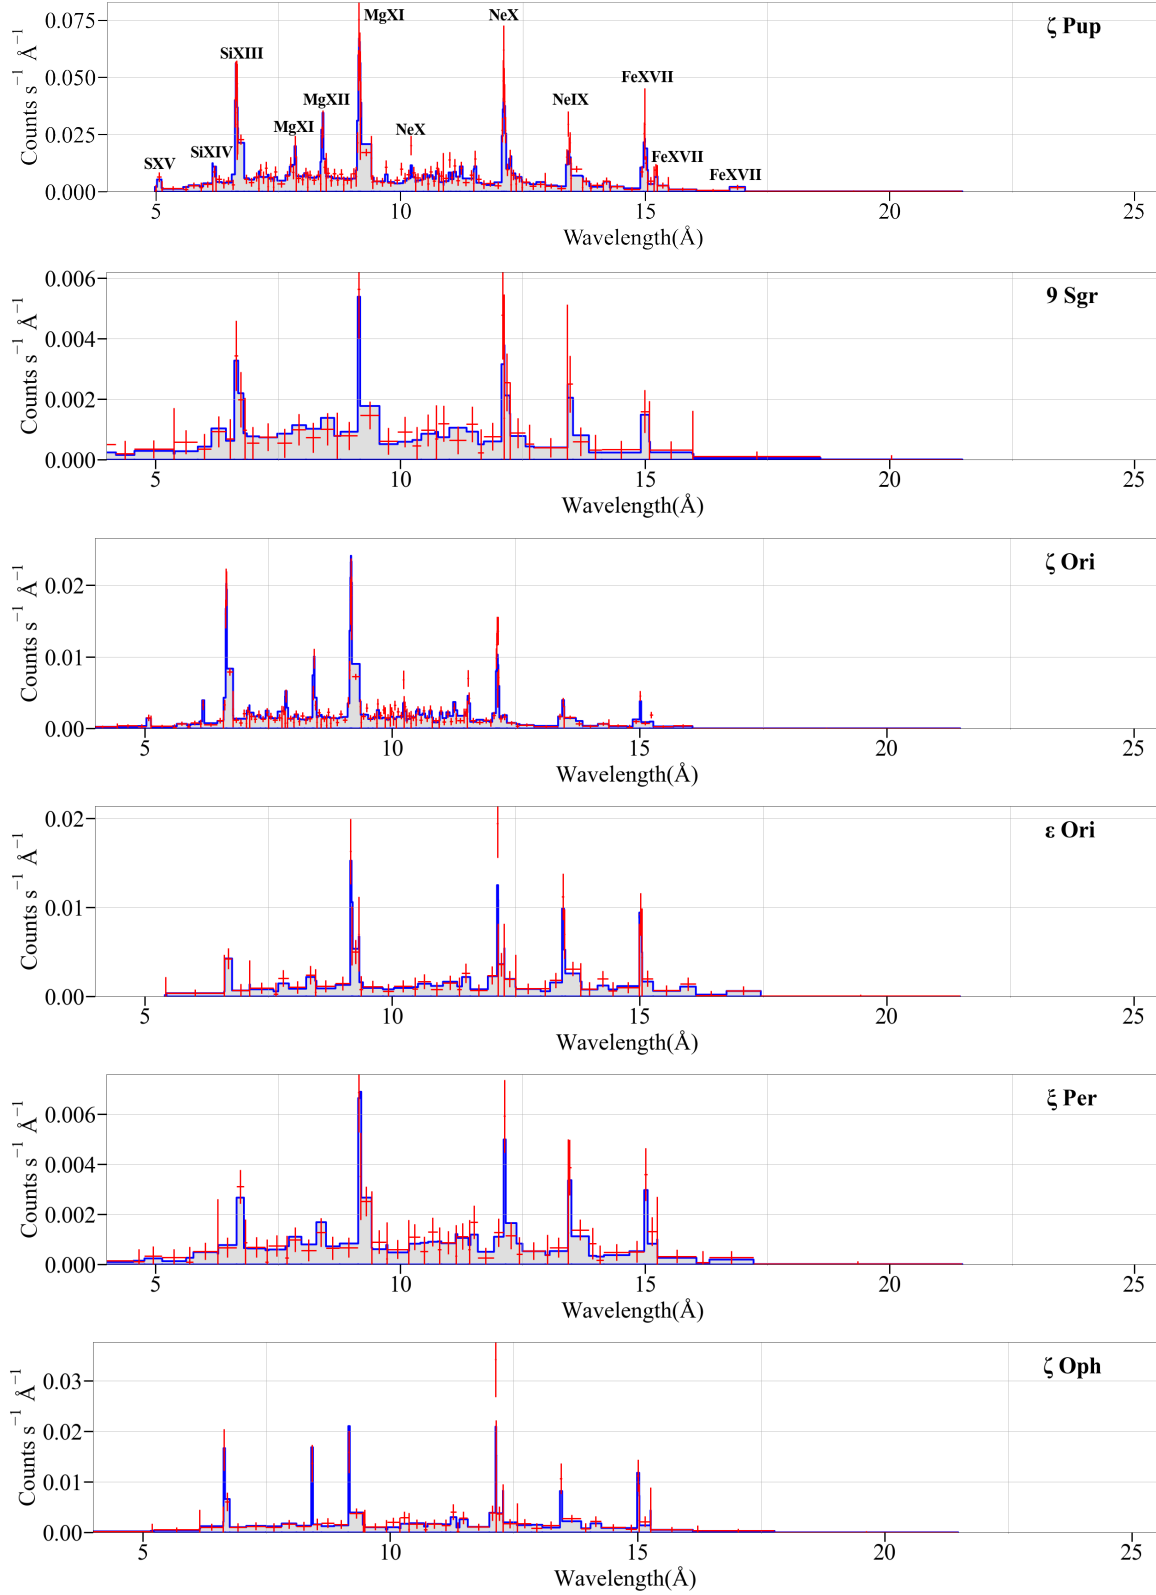 ζ Pup
MgXI
NeX
SiXIII
FeXVII
MgXII
NeIX
MgXI
NeX
SiXIV
SXV
FeXVII
FeXVII
0.075
0.050
0.025
0.000
Counts s⁻¹ Å⁻¹
5 10 15 20 25
Wavelength(Å)
9 Sgr
0.006
0.004
0.002
0.000
Counts s⁻¹ Å⁻¹
5 10 15 20 25
Wavelength(Å)
ζ Ori
0.02
0.01
0.00
Counts s⁻¹ Å⁻¹
5 10 15 20 25
Wavelength(Å)
ε Ori
0.02
0.01
0.00
Counts s⁻¹ Å⁻¹
5 10 15 20 25
Wavelength(Å)
ξ Per
0.006
0.004
0.002
0.000
Counts s⁻¹ Å⁻¹
5 10 15 20 25
Wavelength(Å)
ζ Oph
0.03
0.02
0.01
0.00
Counts s⁻¹ Å⁻¹
5 10 15 20 25
Wavelength(Å)